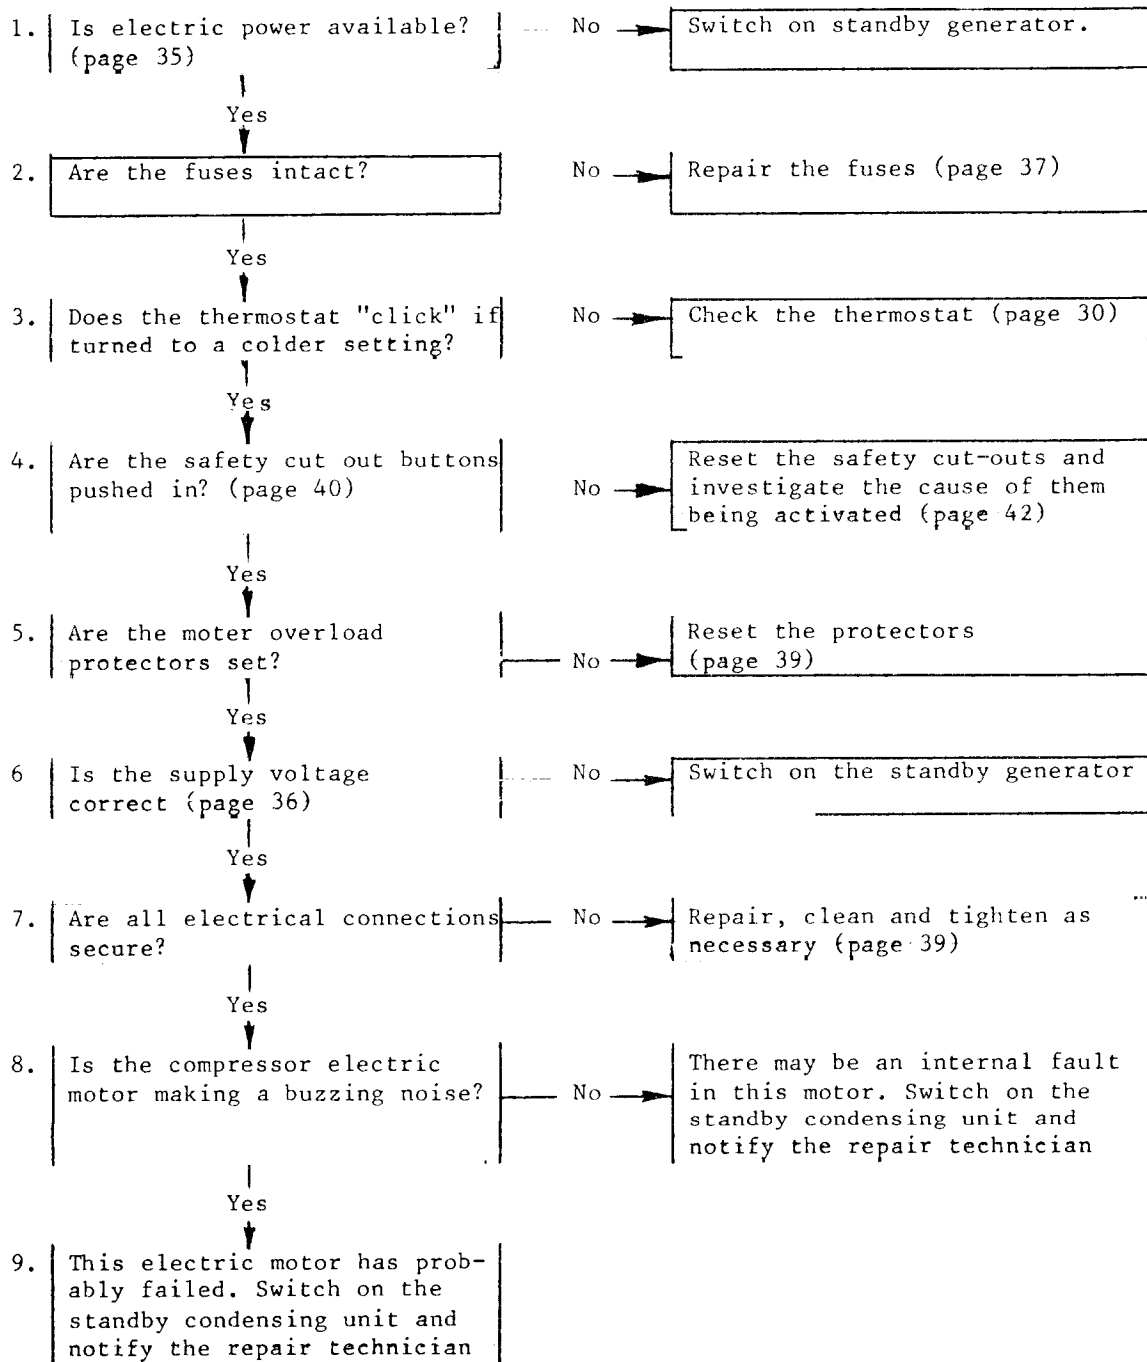 1. Is electric power available? No Switch on standby generator.
(page 35)
Yes
2. Are the fuses intact? No Repair the fuses (page 37)
Yes
3. Does the thermostat "click" if No Check the thermostat (page 30)
turned to a colder setting?
Yes
4. Are the safety cut out buttons
pushed in? (page 40) No
Reset the safety cut-outs and
investigate the cause of them
being activated (page 42)
Yes
5. Are the moter overload
protectors set? No
Reset the protectors
(page 39)
Yes
6 Is the supply voltage No Switch on the standby generator
correct (page 36)
Yes
7. Are all electrical connections No Repair, clean and tighten as
secure? necessary (page 39)
Yes
8. Is the compressor electric
motor making a buzzing noise? No
There may be an internal fault
in this motor. Switch on the
standby condensing unit and
notify the repair technician
Yes
9. This electric motor has prob-
ably failed. Switch on the
standby condensing unit and
notify the repair technician